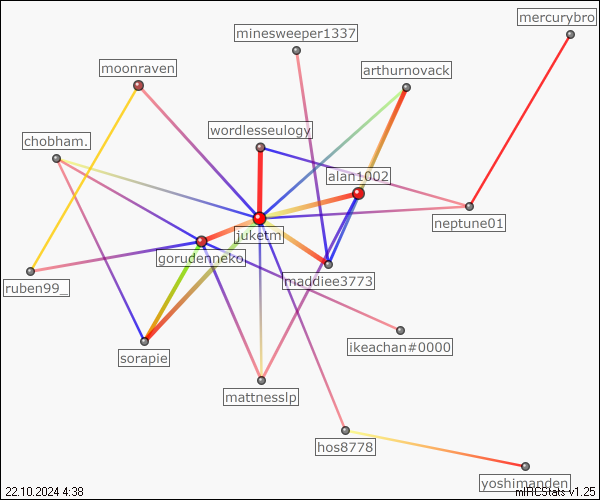 mercurybro
minesweeper1337
moonraven
arthurnovack
wordlesseulogy
chobham.
alan1002
neptune01
juketm
gorudenneko
maddiee3773
ruben99_
ikeachan#0000
sorapie
mattnesslp
hos8778
yoshimanden
22.10.2024 4:38
mIRCStats v1.25